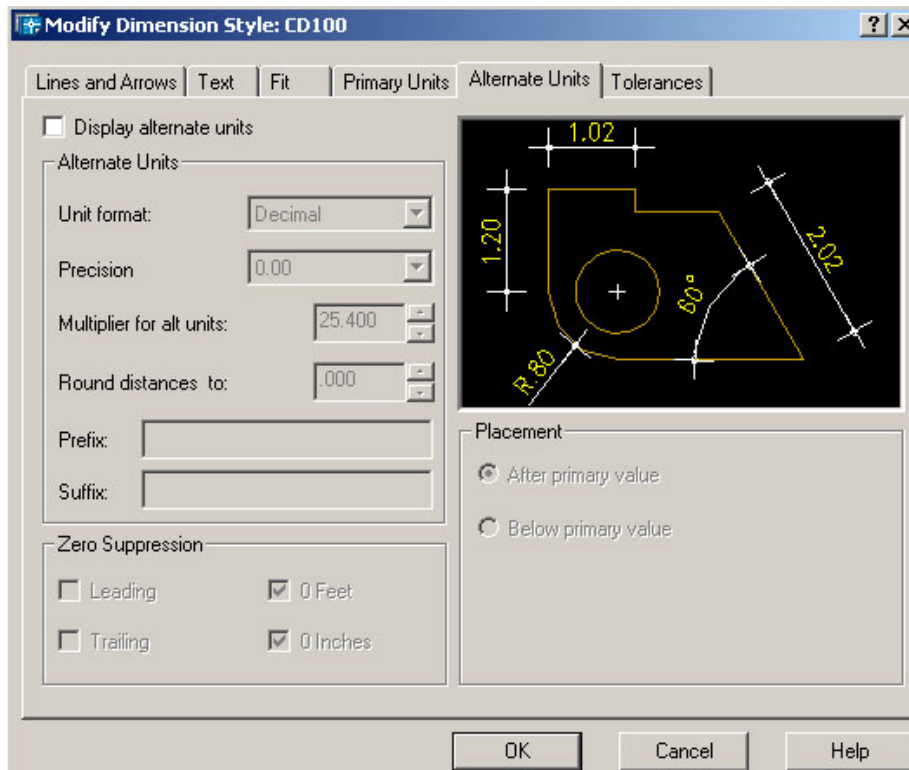 Modify Dimension Style: CD100
Lines and Arrows Text Fit Primary Units Alternate Units Tolerances
Display alternate units
Alternate Units
Unit format: Decimal
Precision 0.00
Multiplier for alt units: 25.400
Round distances to: .000
Prefix:
Suffix:
Zero Suppression
Leading 0 Feet
Trailing 0 Inches
1.02
1.20
2.02
60°
R.80
Placement
After primary value
Below primary value
OK Cancel Help